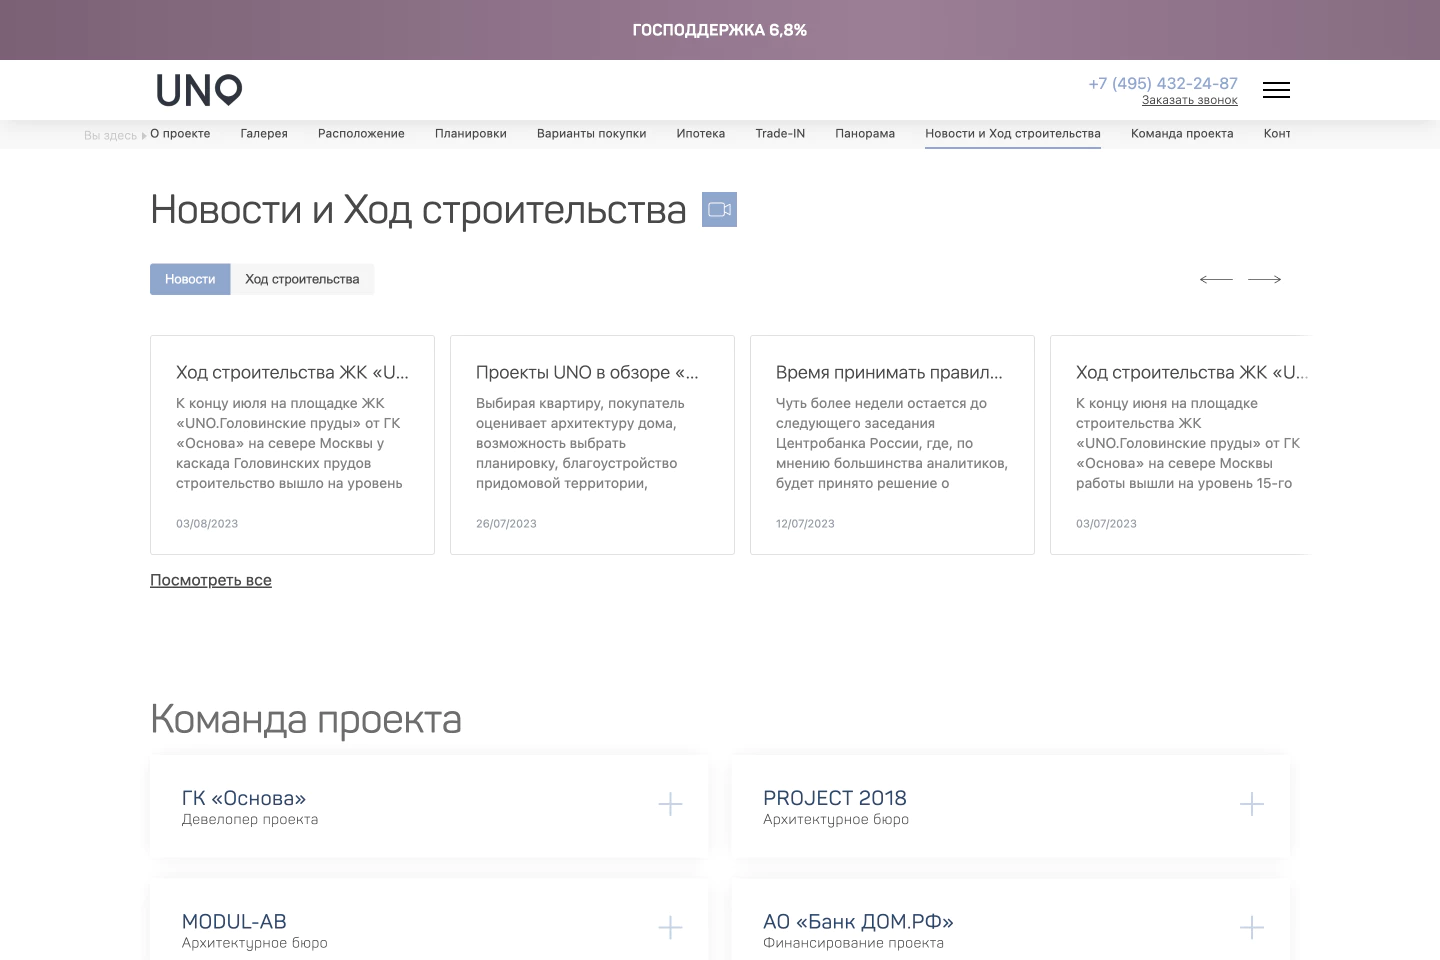 ГОСПОДДЕРЖКА 6,8%
UNO
+7 (495) 432-24-87
Заказать звонок
Вы здесь
О проекте Галерея Расположение Планировки Варианты покупки Ипотека Trade-IN Панорама Новости и Ход строительства Команда проекта Конт
Новости и Ход строительства
Новости Ход строительства
Ход строительства ЖК «U...
К концу июля на площадке ЖК
«UNO.Головинские пруды» от ГК
«Основа» на севере Москвы у
каскада Головинских прудов
строительство вышло на уровень
03/08/2023
Проекты UNO в обзоре «...
Выбирая квартиру, покупатель
оценивает архитектуру дома,
возможность выбрать
планировку, благоустройство
придомовой территории,
26/07/2023
Время принимать правил...
Чуть более недели остается до
следующего заседания
Центробанка России, где, по
мнению большинства аналитиков,
будет принято решение о
12/07/2023
Ход строительства ЖК «U...
К концу июня на площадке
строительства ЖК
«UNO.Головинские пруды» от ГК
«Основа» на севере Москвы
работы вышли на уровень 15-го
03/07/2023
Посмотреть все
Команда проекта
ГК «Основа»
Девелопер проекта
PROJECT 2018
Архитектурное бюро
MODUL-AB
Архитектурное бюро
АО «Банк ДОМ.РФ»
Финансирование проекта